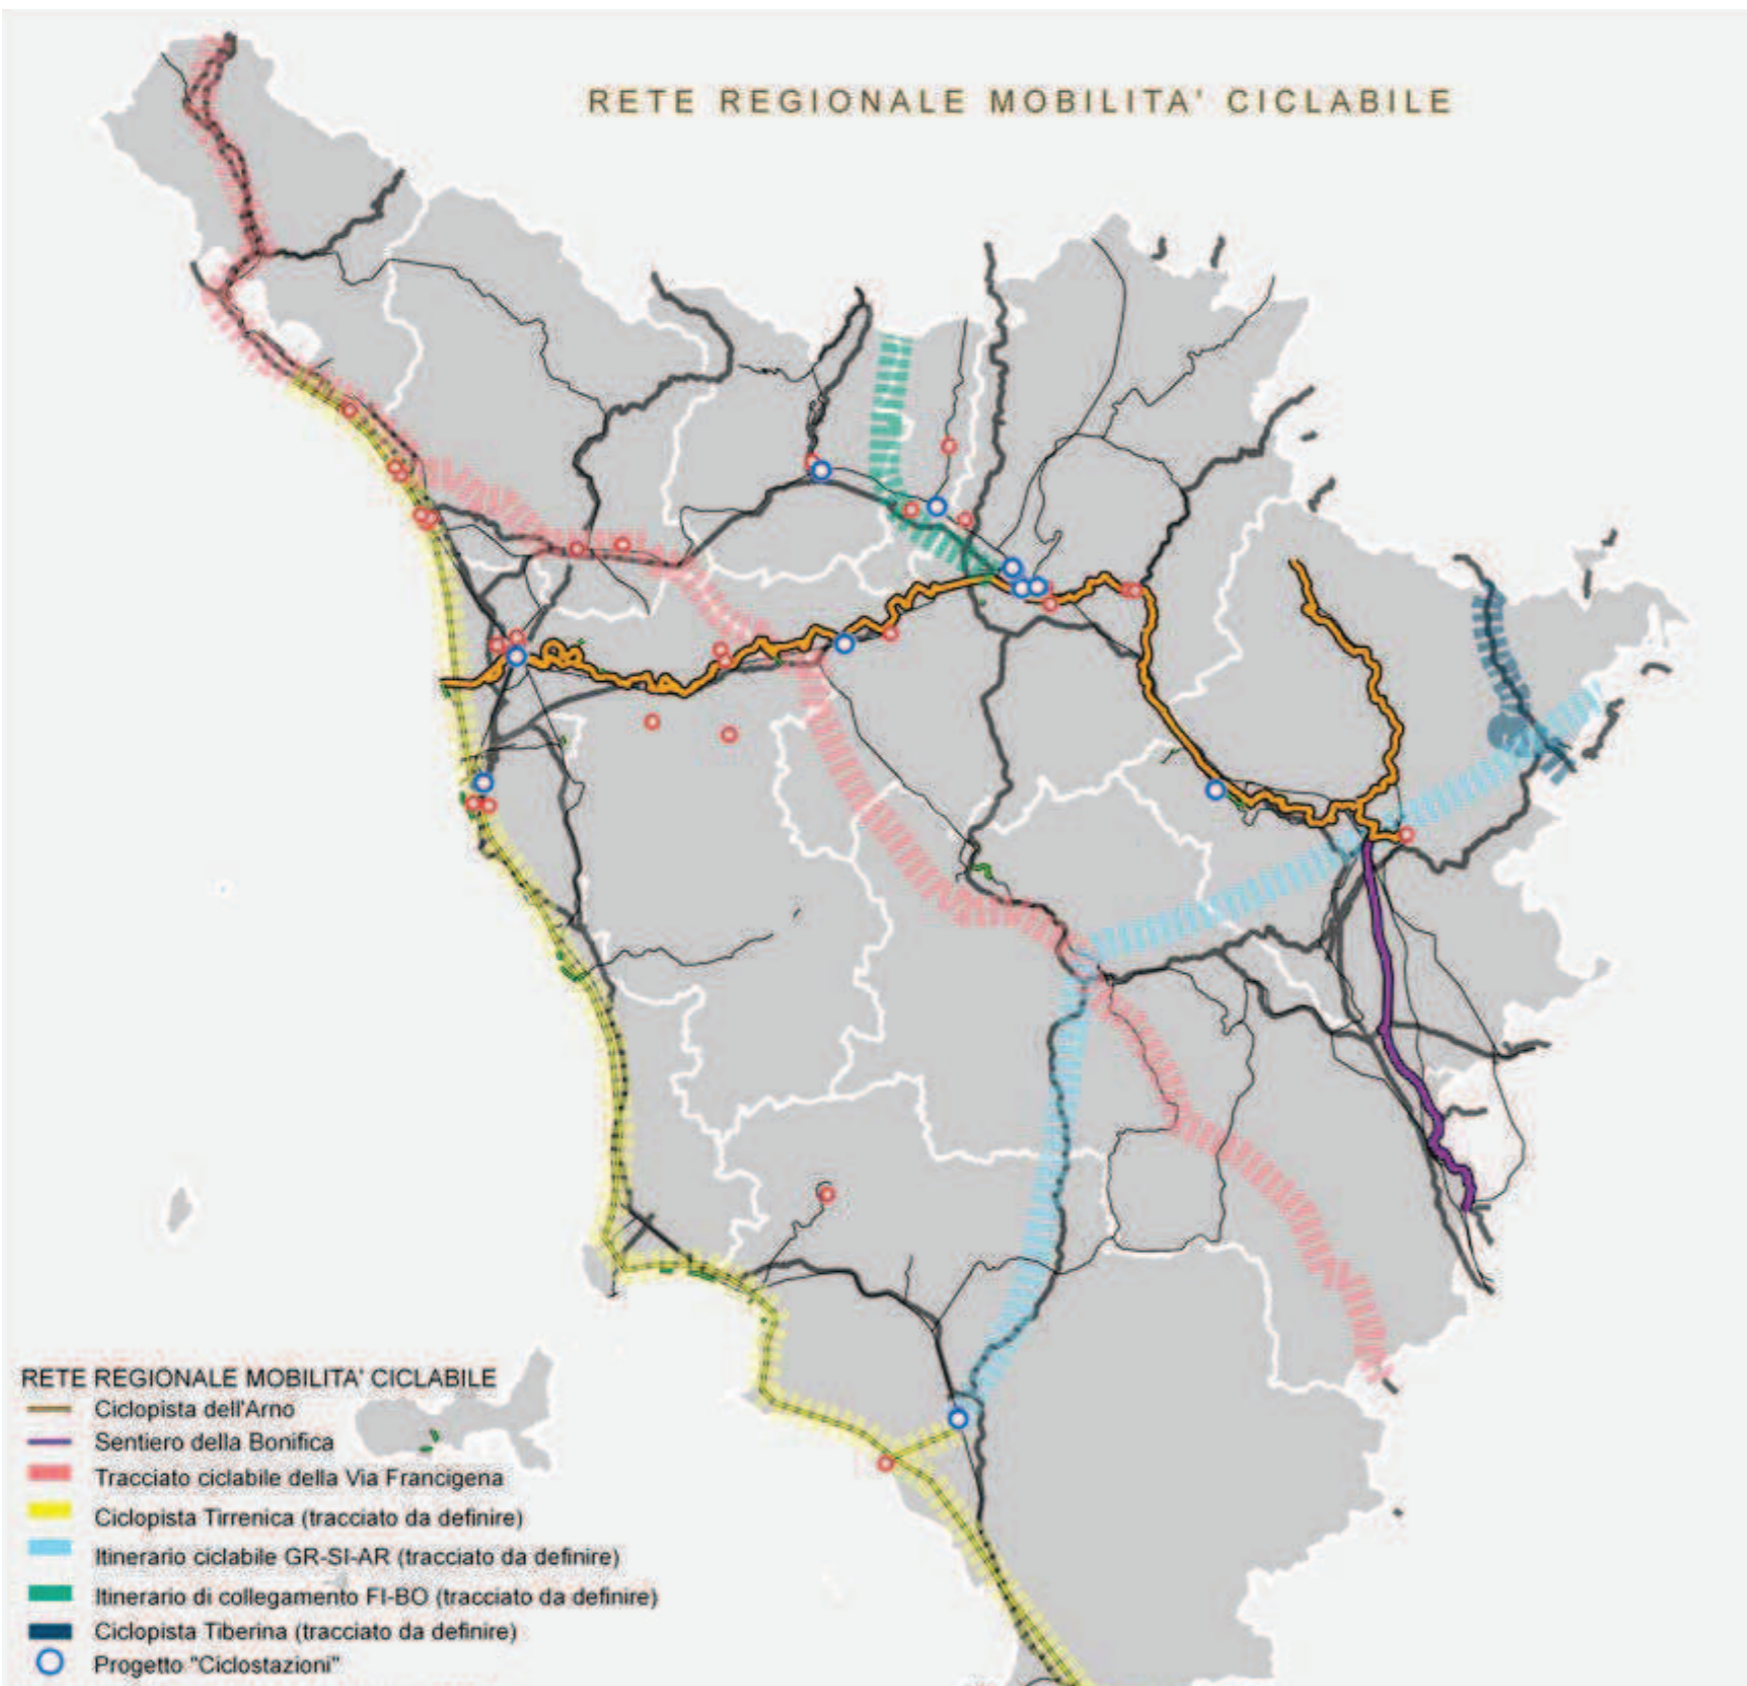 RETE REGIONALE MOBILITA' CICLABILE
RETE REGIONALE MOBILITA' CICLABILE
Ciclopista dell'Arno
Sentiero della Bonifica
Tracciato ciclabile della Via Francigena
Ciclopista Tirrenica (tracciato da definire)
Itinerario ciclabile GR-SI-AR (tracciato da definire)
Itinerario di collegamento FI-BO (tracciato da definire)
Ciclopista Tiberina (tracciato da definire)
Progetto "Ciclostazioni"